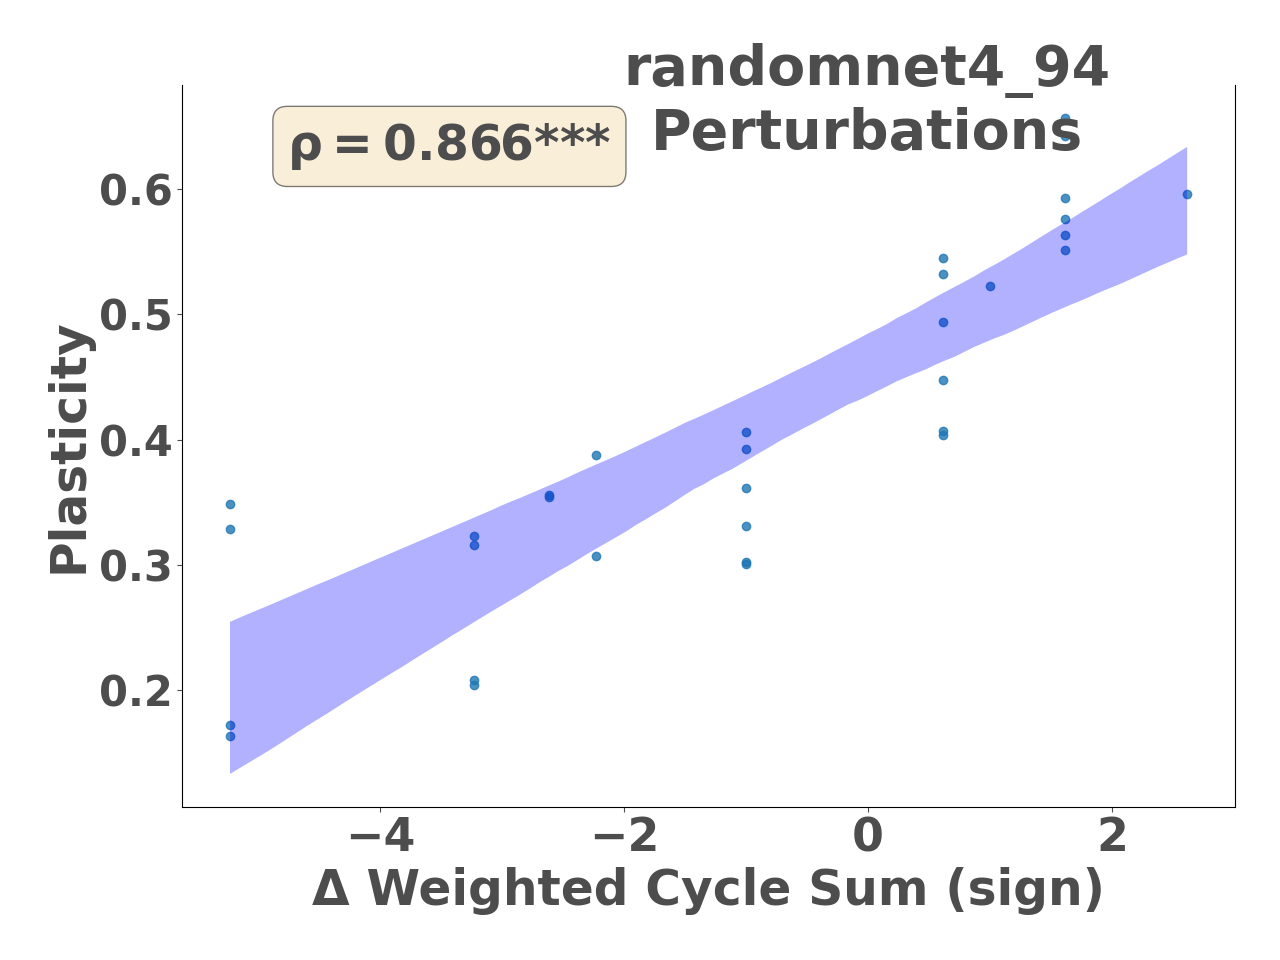 randomnet4_94
Perturbations
ρ = 0.866***
0.6
0.5
0.4
0.3
0.2
Plasticity
−4 −2 0 2
Δ Weighted Cycle Sum (sign)